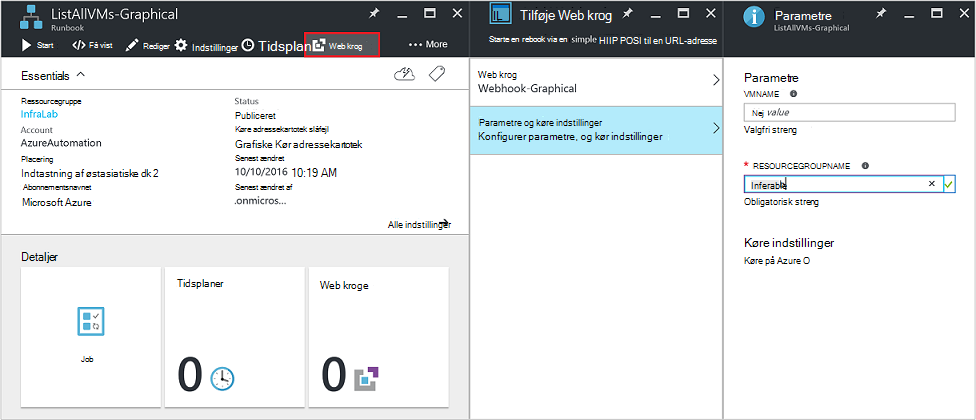 ListAllVMs-Graphical
Runbook
Start
Få vist
Rediger
Indstillinger
Tidsplan
Web krog
More
Essentials
Ressourcegruppe
InfraLab
Account
AzureAutomation
Placering
Indtastning af østasiatiske dk 2
Abonnementsnavnet
Microsoft Azure
Status
Publiceret
Køre adressekartotek slåfejl
Grafiske Kør adressekartotek
Senest ændret
10/10/2016 10:19 AM
Senest ændret af
.onmicros...
Alle indstillinger
Detaljer
Job
Tidsplaner
0
Web kroge
0
Tilføje Web krog
Starte en rebook via en simple HIIP POSI til en URL-adresse
Web krog
Webhook-Graphical
Parametre og køre indstillinger
Konfigurer parametre, og kør indstillinger
Parametre
ListAllVMs-Graphical
Parametre
VMNAME
Nej value
Valgfri streng
* RESOURCEGROUPNAME
Inferable
Obligatorisk streng
Køre indstillinger
Køre på Azure O